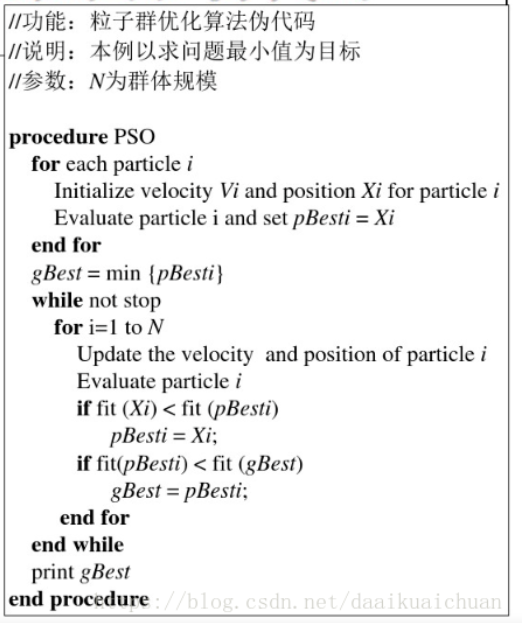 //功能：粒子群优化算法伪代码
//说明：本例以求问题最小值为目标
//参数：N为群体规模
procedure PSO
for each particle i
Initialize velocity Vi and position Xi for particle i
Evaluate particle i and set pBesti = Xi
end for
gBest = min {pBesti}
while not stop
for i=1 to N
Update the velocity and position of particle i
Evaluate particle i
if fit (Xi) < fit (pBesti)
pBesti = Xi;
if fit(pBesti) < fit (gBest)
gBest = pBesti;
end for
end while
print gBest
end procedure
https://blog.csdn.net/daaikuaichuan